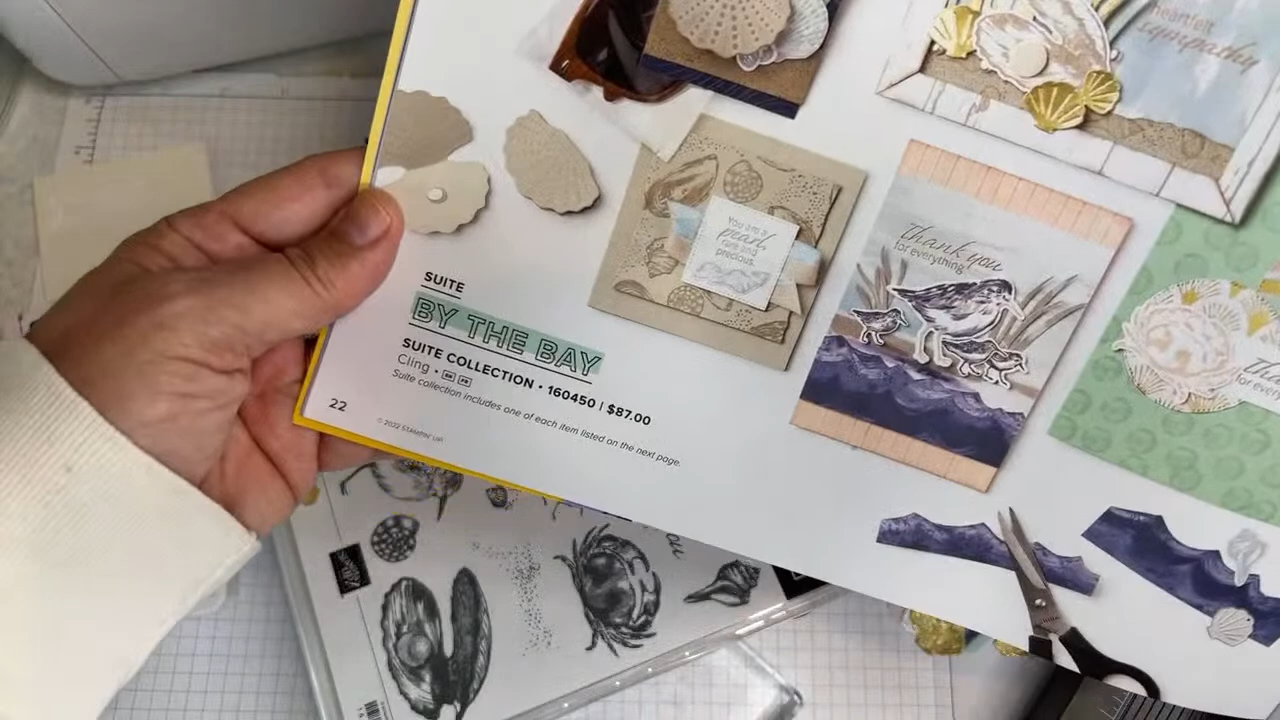 heartfelt
sympathy
You are a
pearl
rare and
precious.
thank you
for everything
SUITE
BY THE BAY
SUITE COLLECTION • 160450 | $87.00
Cling •
Suite collection includes one of each item listed on the next page.
22
© 2022 STAMPIN' UP!